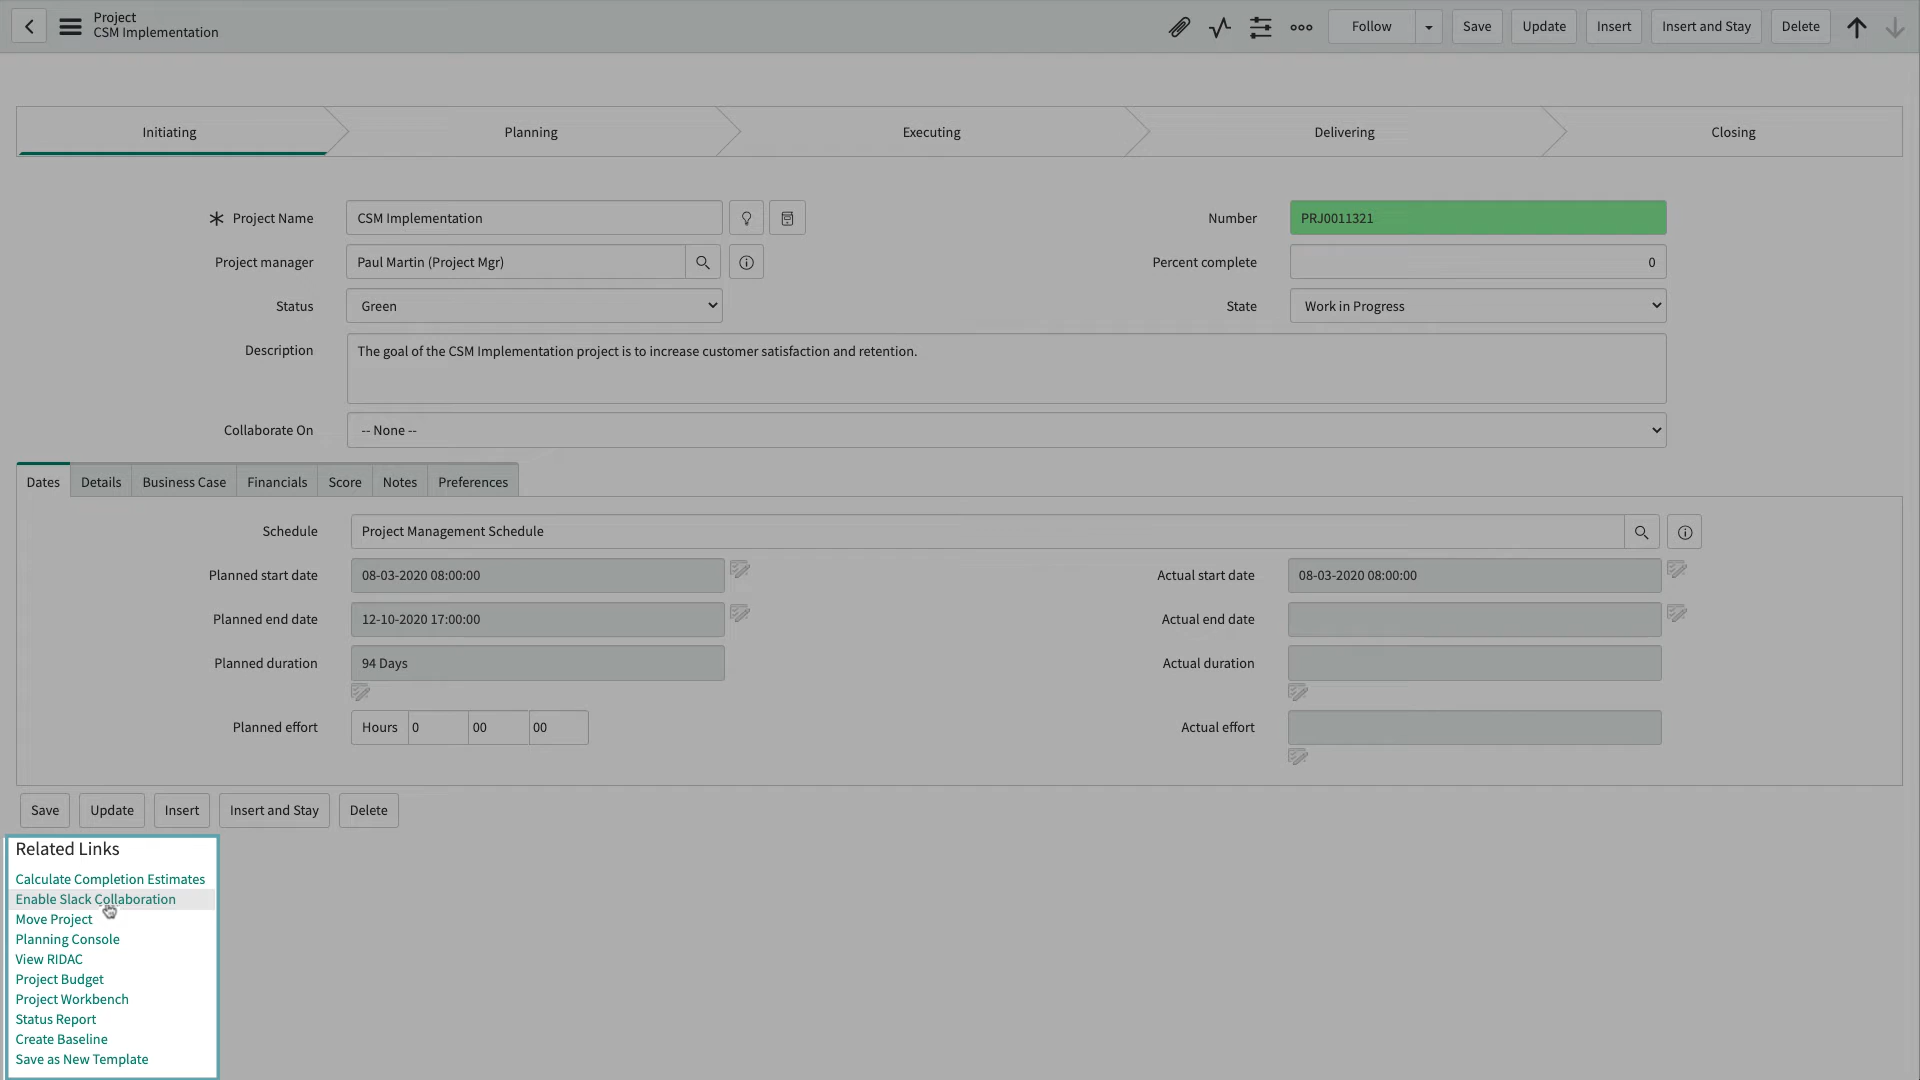 Project
CSM Implementation
Follow
Save
Update
Insert
Insert and Stay
Delete
Initiating
Planning
Executing
Delivering
Closing
Project Name
CSM Implementation
Number
PRJ0011321
Project manager
Paul Martin (Project Mgr)
Percent complete
0
Status
Green
State
Work in Progress
Description
The goal of the CSM Implementation project is to increase customer satisfaction and retention.
Collaborate On
-- None --
Dates
Details
Business Case
Financials
Score
Notes
Preferences
Schedule
Project Management Schedule
Planned start date
08-03-2020 08:00:00
Actual start date
08-03-2020 08:00:00
Planned end date
12-10-2020 17:00:00
Actual end date
Planned duration
94 Days
Actual duration
Planned effort
Hours
0
00
00
Actual effort
Save
Update
Insert
Insert and Stay
Delete
Related Links
Calculate Completion Estimates
Enable Slack Collaboration
Move Project
Planning Console
View RIDAC
Project Budget
Project Workbench
Status Report
Create Baseline
Save as New Template